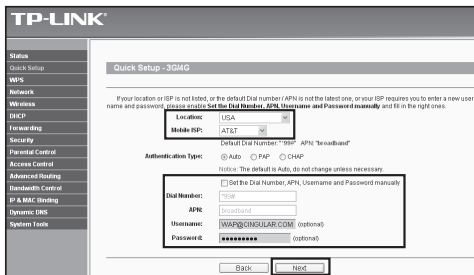 TP-LINK®
Status
Quick Setup
WPS
Network
Wireless
DHCP
Forwarding
Security
Parental Control
Access Control
Advanced Routing
Bandwidth Control
IP & MAC Binding
Dynamic DNS
System Tools
Quick Setup - 3G/4G
If your location or ISP is not listed, or the default Dial number / APN is not the latest one, or your ISP requires you to enter a new user
name and password, please enable Set the Dial Number, APN, Username and Password manually and fill in the right ones.
Location: USA
Mobile ISP: AT&T
Default Dial Number: "*99#" APN: "broadband"
Authentication Type: Auto PAP CHAP
Notice: The default is Auto, do not change unless necessary.
Set the Dial Number, APN, Username and Password manually
Dial Number: *99#
APN: broadband
Username: WAP@CINGULAR.COM (optional)
Password: ●●●●●●●●● (optional)
Back Next